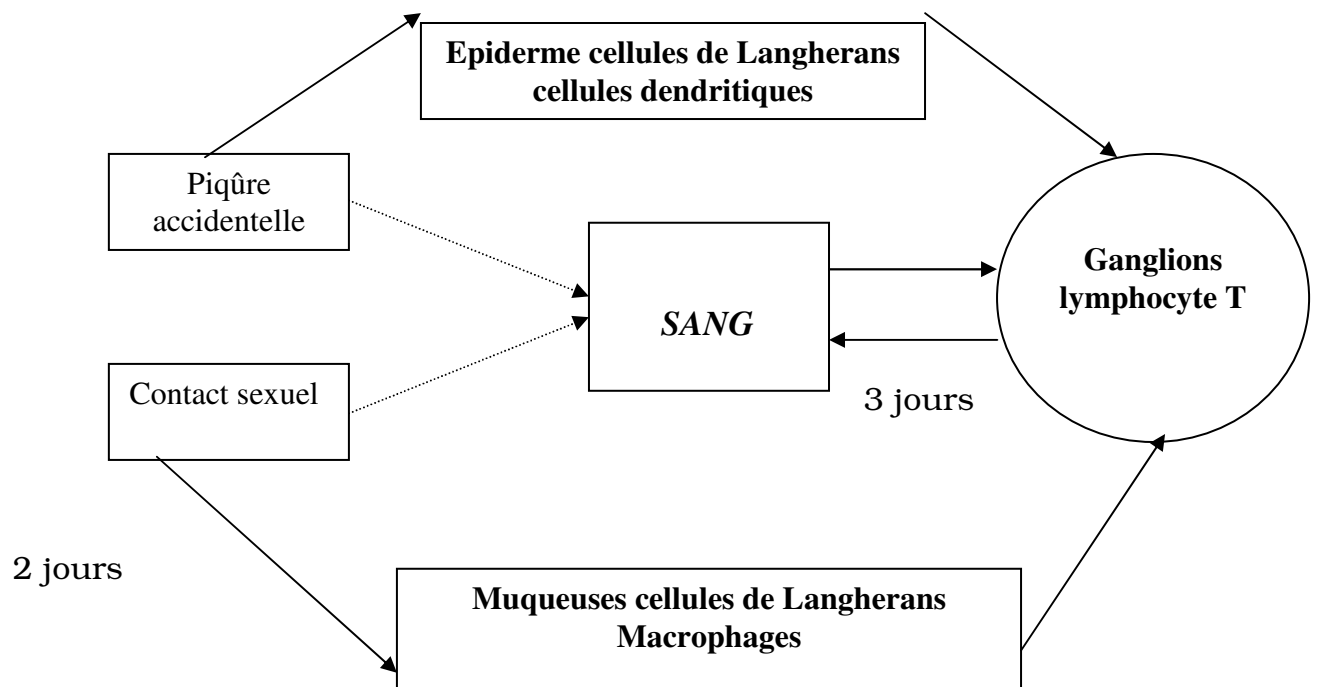 Epiderme cellules de Langherans
cellules dendritiques
Piqûre
accidentelle
SANG
Ganglions
lymphocyte T
Contact sexuel
3 jours
2 jours
Muqueuses cellules de Langherans
Macrophages